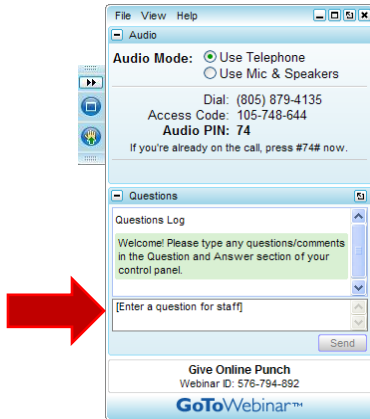 File View Help
Audio
Audio Mode: Use Telephone
Use Mic & Speakers
Dial: (805) 879-4135
Access Code: 105-748-644
Audio PIN: 74
If you're already on the call, press #74# now.
Questions
Questions Log
Welcome! Please type any questions/comments
in the Question and Answer section of your
control panel.
[Enter a question for staff]
Send
Give Online Punch
Webinar ID: 576-794-892
GoToWebinar™